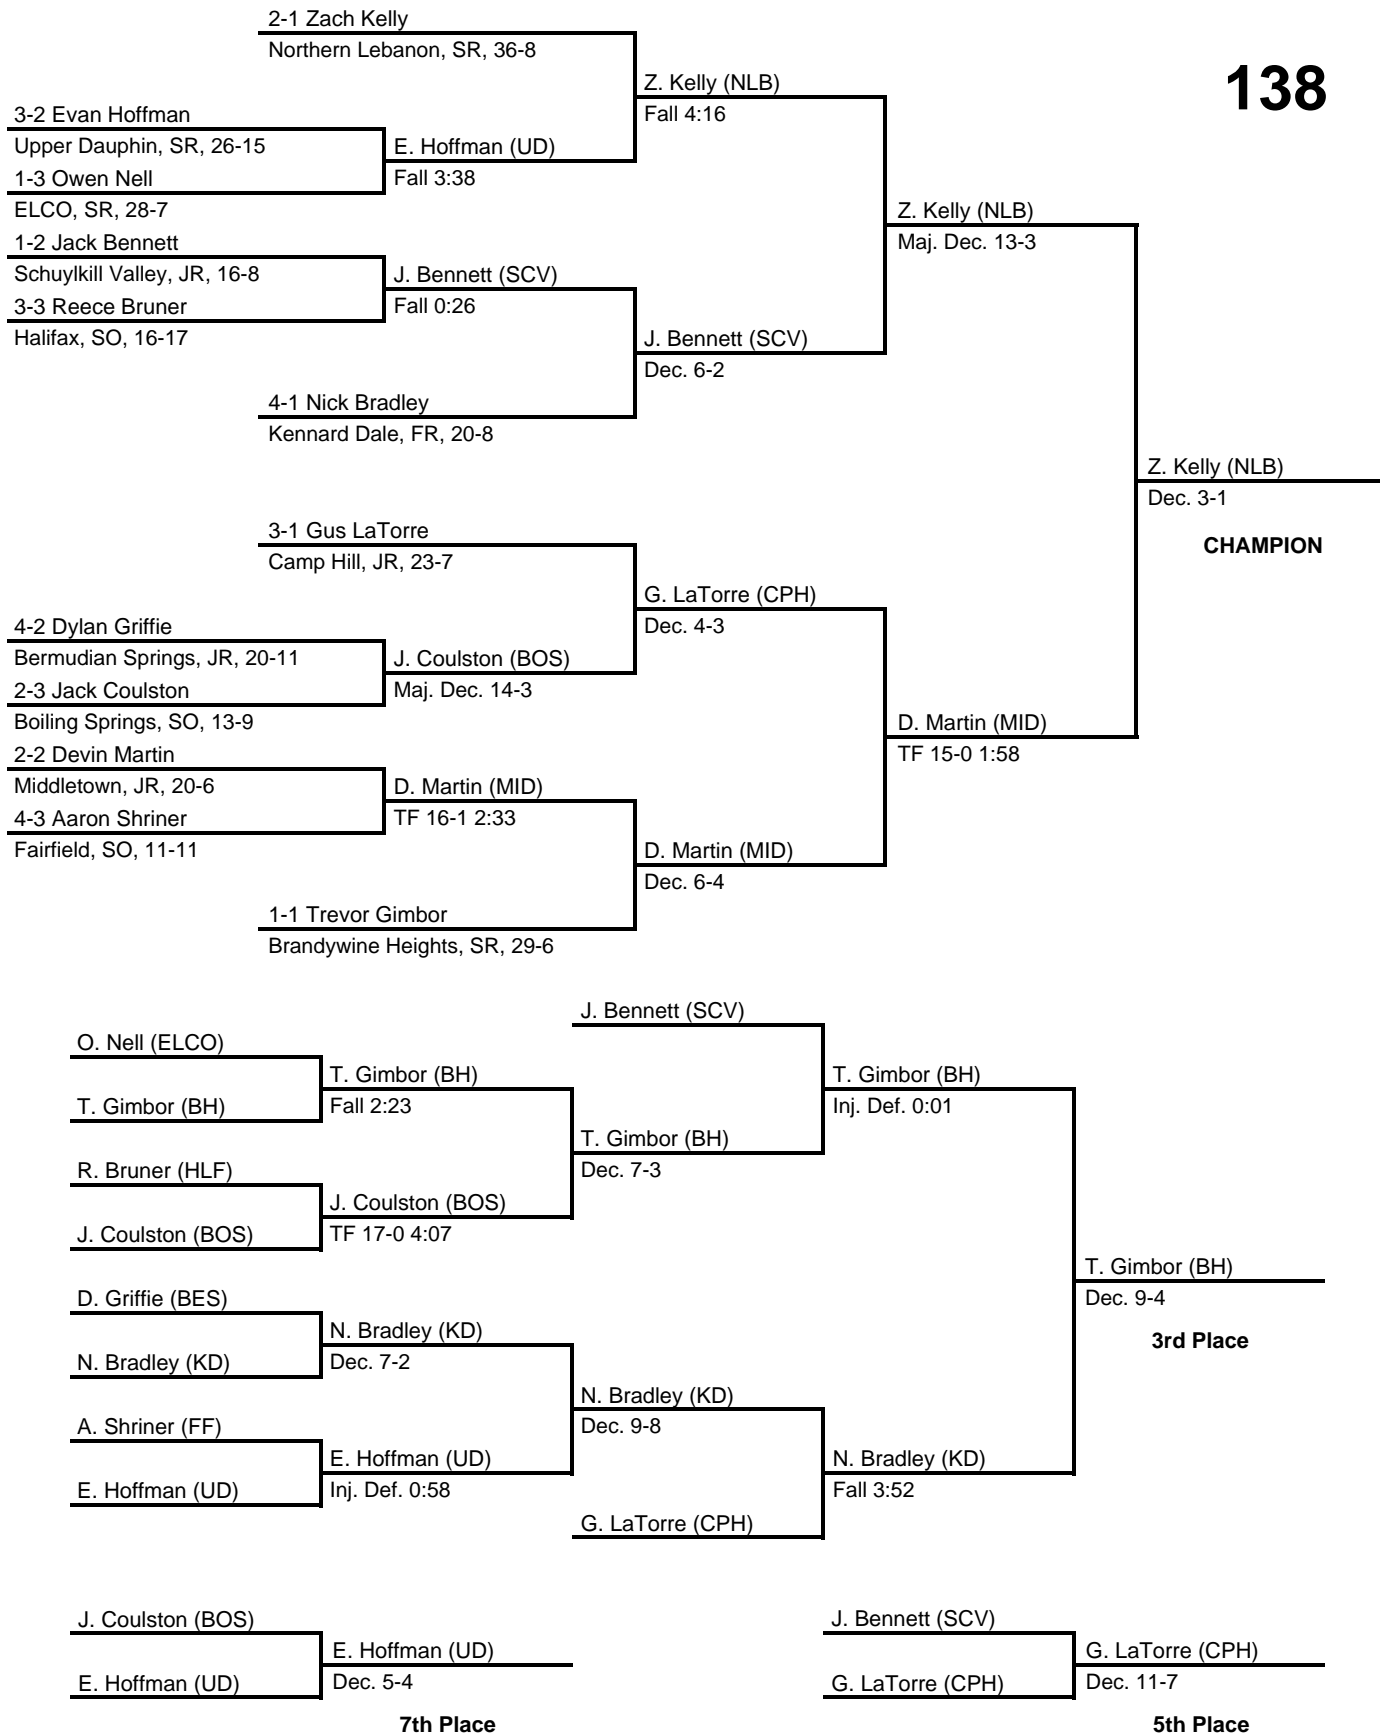 2-1 Zach Kelly
Northern Lebanon, SR, 36-8
138
Z. Kelly (NLB)
Fall 4:16
3-2 Evan Hoffman
Upper Dauphin, SR, 26-15
E. Hoffman (UD)
Fall 3:38
1-3 Owen Nell
ELCO, SR, 28-7
Z. Kelly (NLB)
Maj. Dec. 13-3
1-2 Jack Bennett
Schuylkill Valley, JR, 16-8
J. Bennett (SCV)
Fall 0:26
3-3 Reece Bruner
Halifax, SO, 16-17
J. Bennett (SCV)
Dec. 6-2
4-1 Nick Bradley
Kennard Dale, FR, 20-8
Z. Kelly (NLB)
Dec. 3-1
CHAMPION
3-1 Gus LaTorre
Camp Hill, JR, 23-7
G. LaTorre (CPH)
Dec. 4-3
4-2 Dylan Griffie
Bermudian Springs, JR, 20-11
J. Coulston (BOS)
Maj. Dec. 14-3
2-3 Jack Coulston
Boiling Springs, SO, 13-9
D. Martin (MID)
TF 15-0 1:58
2-2 Devin Martin
Middletown, JR, 20-6
D. Martin (MID)
TF 16-1 2:33
4-3 Aaron Shriner
Fairfield, SO, 11-11
D. Martin (MID)
Dec. 6-4
1-1 Trevor Gimbor
Brandywine Heights, SR, 29-6
J. Bennett (SCV)
O. Nell (ELCO)
T. Gimbor (BH)
Fall 2:23
T. Gimbor (BH)
T. Gimbor (BH)
Inj. Def. 0:01
T. Gimbor (BH)
Dec. 7-3
R. Bruner (HLF)
J. Coulston (BOS)
TF 17-0 4:07
J. Coulston (BOS)
T. Gimbor (BH)
Dec. 9-4
3rd Place
D. Griffie (BES)
N. Bradley (KD)
Dec. 7-2
N. Bradley (KD)
N. Bradley (KD)
Dec. 9-8
A. Shriner (FF)
E. Hoffman (UD)
Inj. Def. 0:58
E. Hoffman (UD)
N. Bradley (KD)
Fall 3:52
G. LaTorre (CPH)
J. Coulston (BOS)
E. Hoffman (UD)
Dec. 5-4
E. Hoffman (UD)
7th Place
J. Bennett (SCV)
G. LaTorre (CPH)
Dec. 11-7
G. LaTorre (CPH)
5th Place